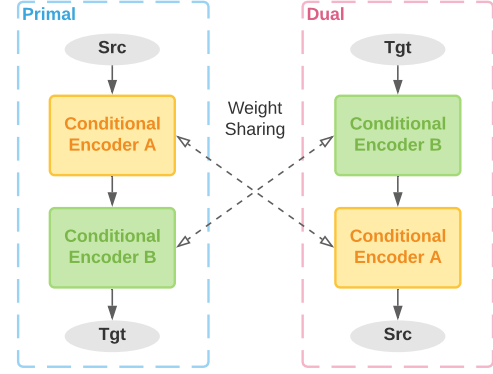 Primal
Src
Conditional
Encoder A
Conditional
Encoder B
Tgt
Weight
Sharing
Dual
Tgt
Conditional
Encoder B
Conditional
Encoder A
Src